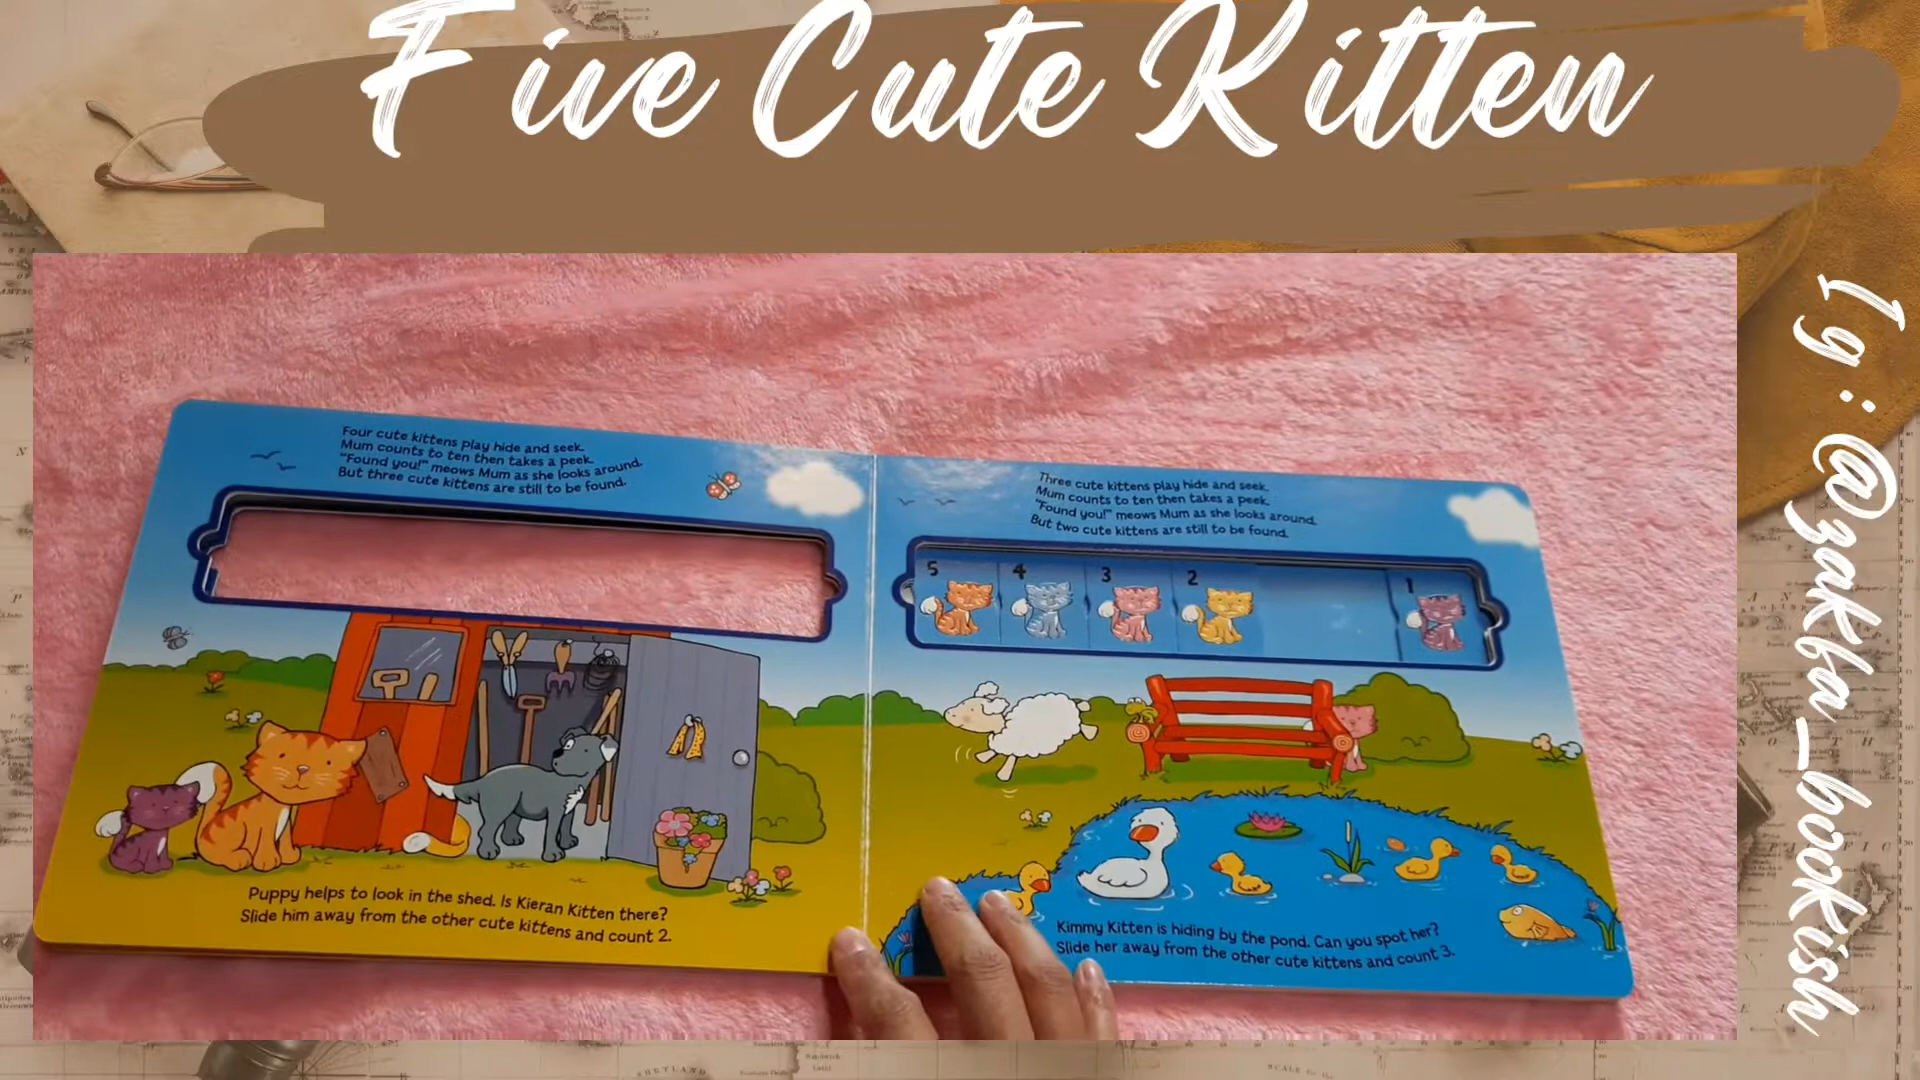 Five Cute Kitten
Ig : @zakha_bookish
Four cute kittens play hide and seek.
Mum counts to ten then takes a peek.
"Found you!" meows Mum as she looks around.
But three cute kittens are still to be found.
Puppy helps to look in the shed. Is Kieran Kitten there?
Slide him away from the other cute kittens and count 2.
Three cute kittens play hide and seek.
Mum counts to ten then takes a peek.
"Found you!" meows Mum as she looks around.
But two cute kittens are still to be found.
5 4 3 2 1
Kimmy Kitten is hiding by the pond. Can you spot her?
Slide her away from the other cute kittens and count 3.